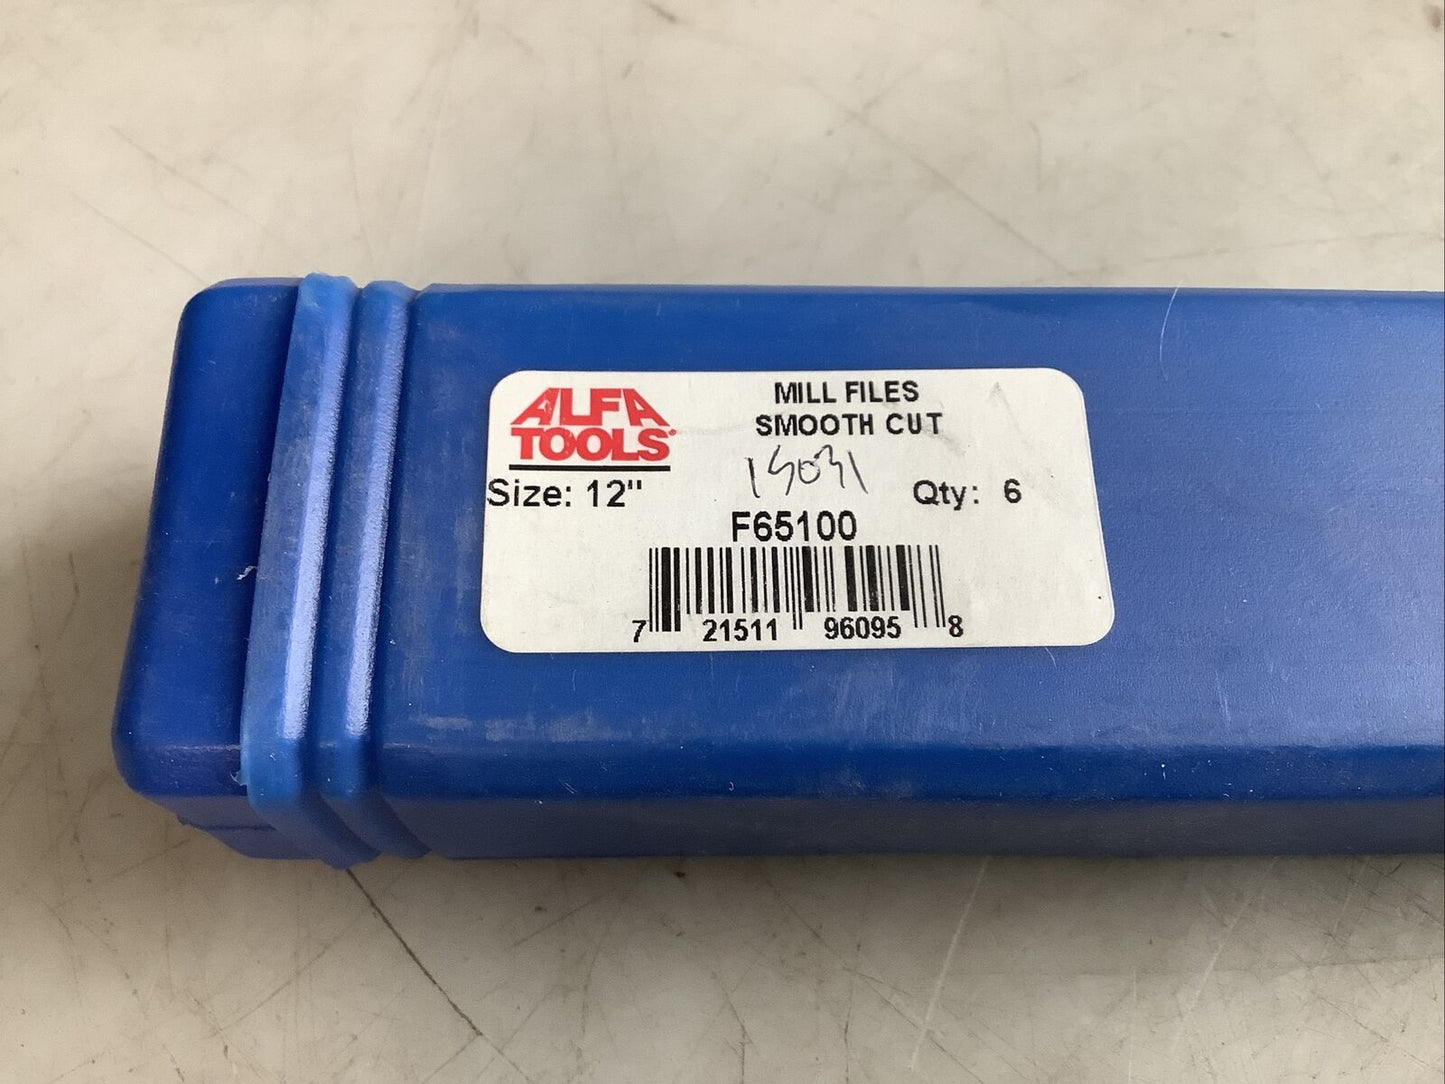 ALFA
TOOLS
MILL FILES
SMOOTH CUT
15031
Size: 12"
Qty: 6
F65100
7 21511 96095 8